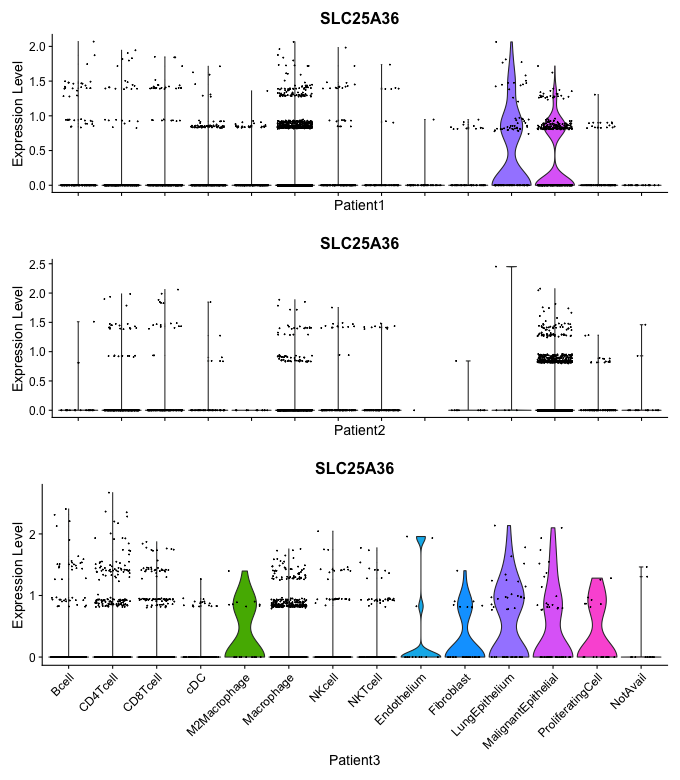 SLC25A36
Expression Level
2.0
1.5
1.0
0.5
0.0
Patient1
SLC25A36
Expression Level
2.5
2.0
1.5
1.0
0.5
0.0
Patient2
SLC25A36
Expression Level
2
1
0
Bcell
CD4Tcell
CD8Tcell
cDC
M2Macrophage
Macrophage
NKcell
NKTcell
Endothelium
Fibroblast
LungEpithelium
MalignantEpithelial
ProliferatingCell
NotAvail
Patient3